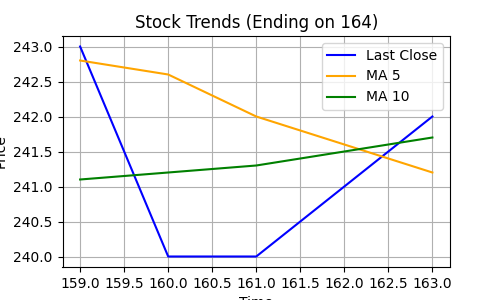 Stock Trends (Ending on 164)
Last Close
MA 5
MA 10
243.0
242.5
242.0
241.5
241.0
240.5
240.0
Price
159.0 159.5 160.0 160.5 161.0 161.5 162.0 162.5 163.0
Time